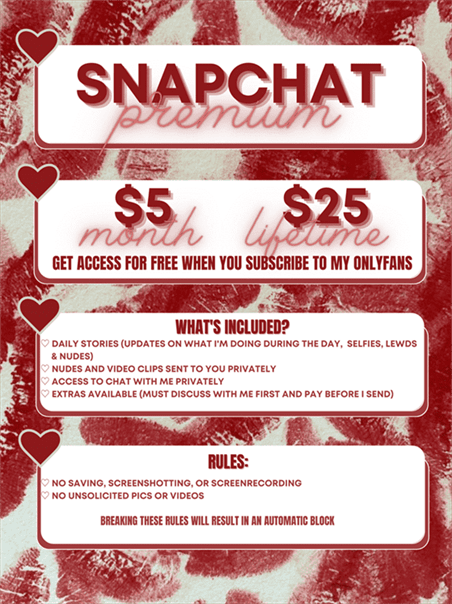 SNAPCHAT
premium
$5 $25
month lifetime
GET ACCESS FOR FREE WHEN YOU SUBSCRIBE TO MY ONLYFANS
WHAT'S INCLUDED?
♡ DAILY STORIES (UPDATES ON WHAT I'M DOING DURING THE DAY, SELFIES, LEWDS
& NUDES)
♡ NUDES AND VIDEO CLIPS SENT TO YOU PRIVATELY
♡ ACCESS TO CHAT WITH ME PRIVATELY
♡ EXTRAS AVAILABLE (MUST DISCUSS WITH ME FIRST AND PAY BEFORE I SEND)
RULES:
♡ NO SAVING, SCREENSHOTTING, OR SCREENRECORDING
♡ NO UNSOLICITED PICS OR VIDEOS
BREAKING THESE RULES WILL RESULT IN AN AUTOMATIC BLOCK